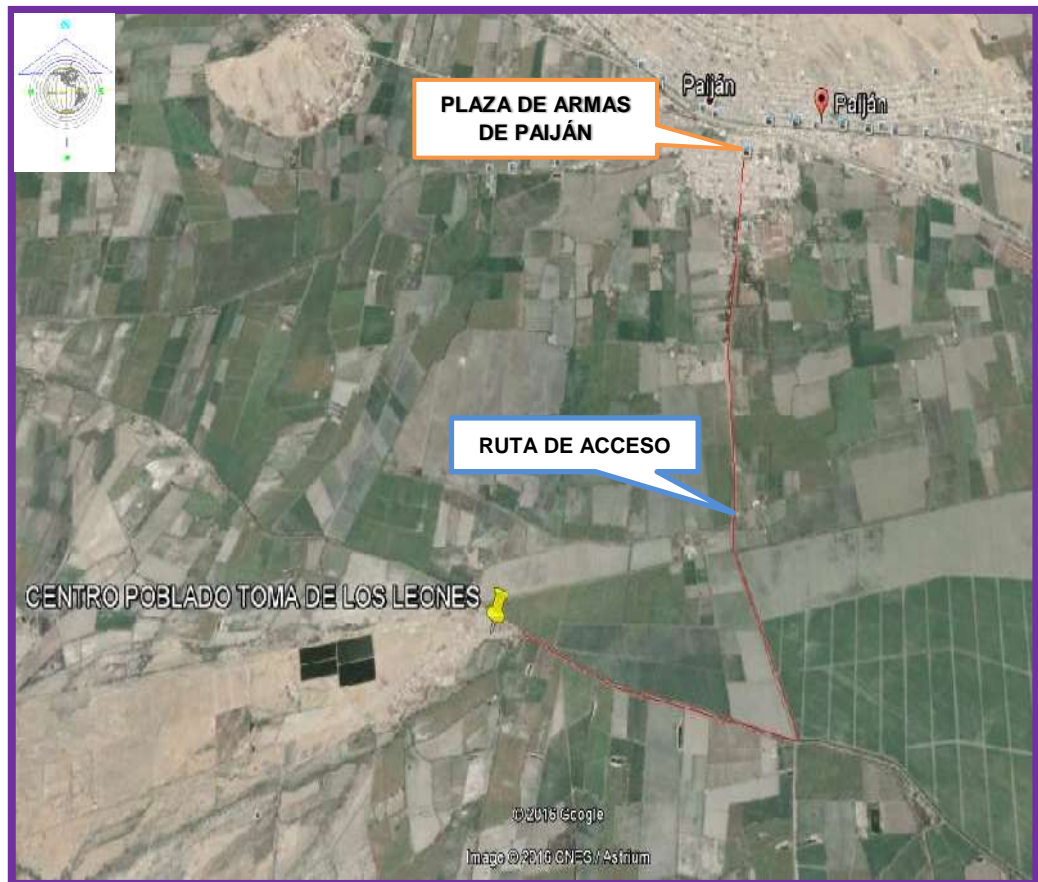 N
Paiján
Paiján
PLAZA DE ARMAS
DE PAIJÁN
RUTA DE ACCESO
CENTRO POBLADO TOMA DE LOS LEONES
© 2016 Google
Image © 2016 CNES / Astrium